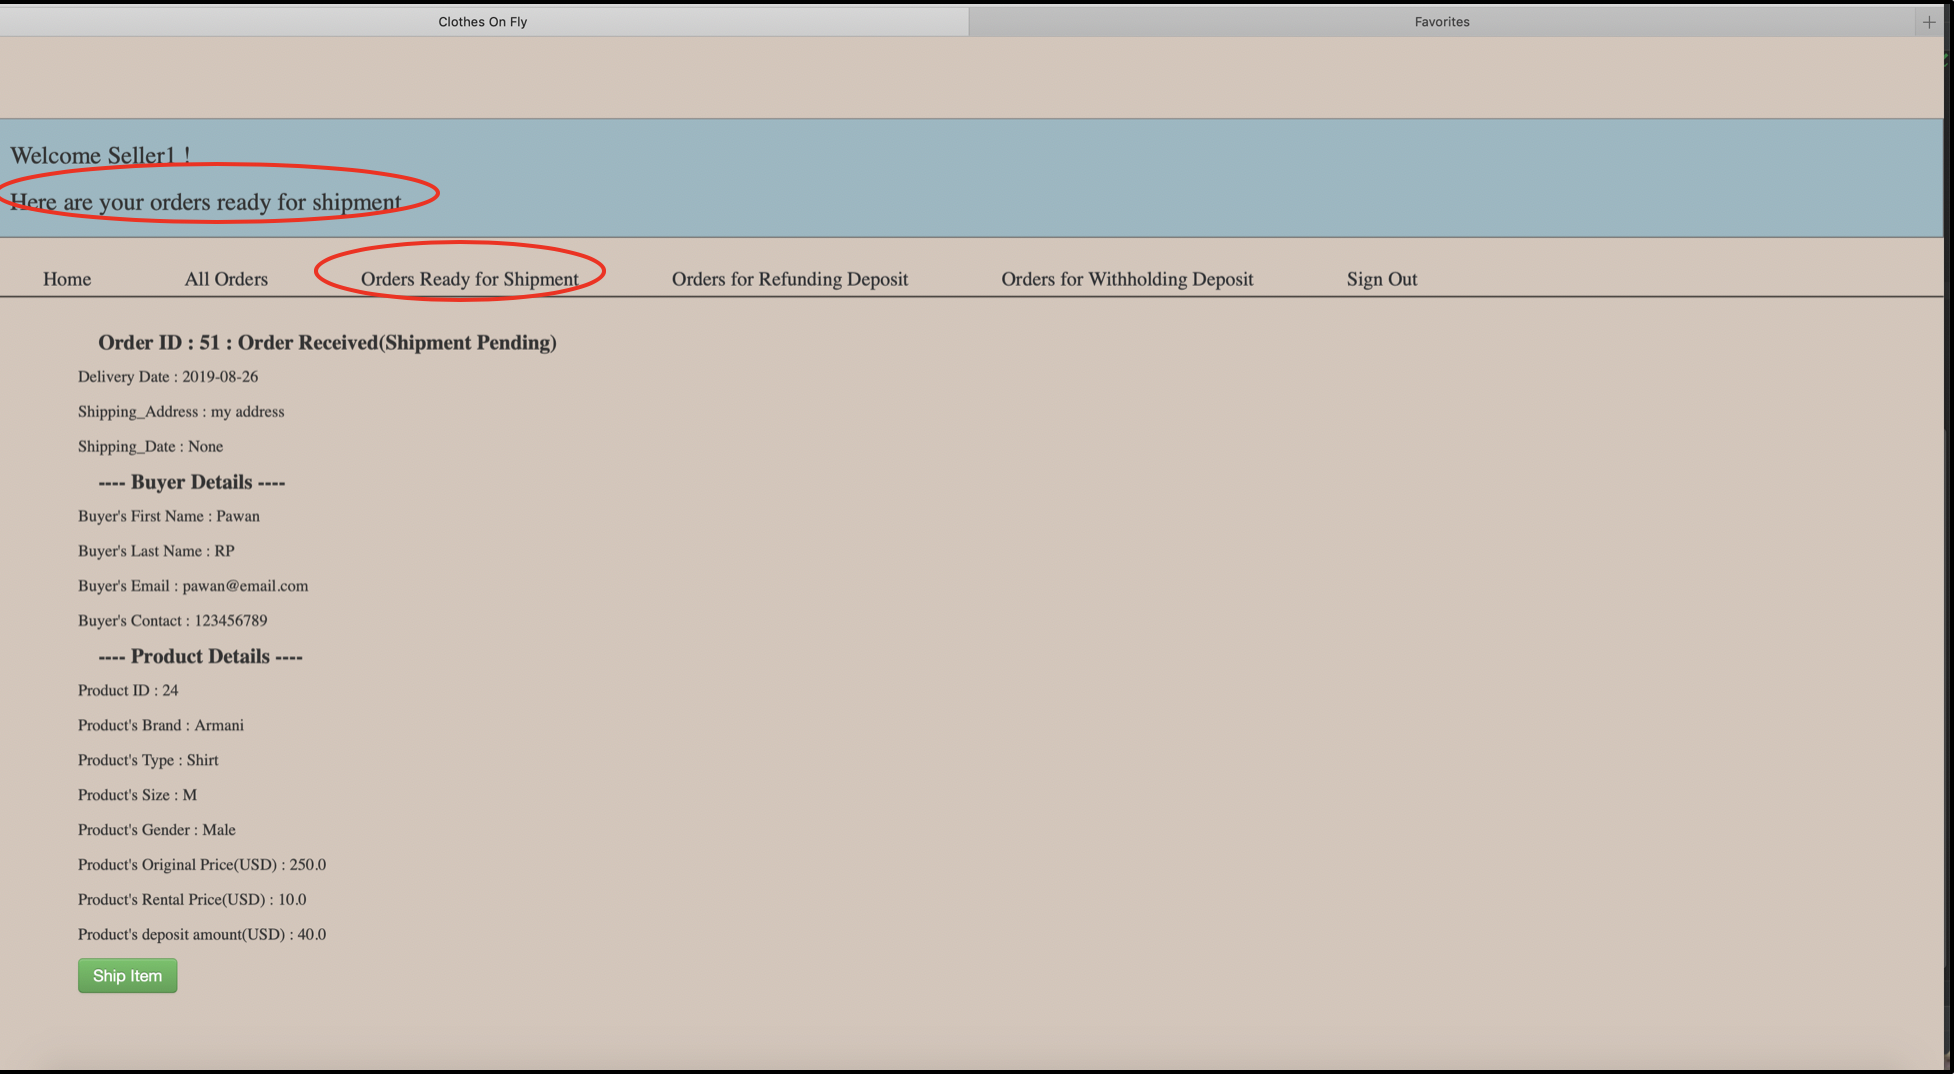 Clothes On Fly Favorites +
Welcome Seller1 !
Here are your orders ready for shipment
Home All Orders Orders Ready for Shipment Orders for Refunding Deposit Orders for Withholding Deposit Sign Out
Order ID : 51 : Order Received(Shipment Pending)
Delivery Date : 2019-08-26
Shipping_Address : my address
Shipping_Date : None
---- Buyer Details ----
Buyer's First Name : Pawan
Buyer's Last Name : RP
Buyer's Email : pawan@email.com
Buyer's Contact : 123456789
---- Product Details ----
Product ID : 24
Product's Brand : Armani
Product's Type : Shirt
Product's Size : M
Product's Gender : Male
Product's Original Price(USD) : 250.0
Product's Rental Price(USD) : 10.0
Product's deposit amount(USD) : 40.0
Ship Item